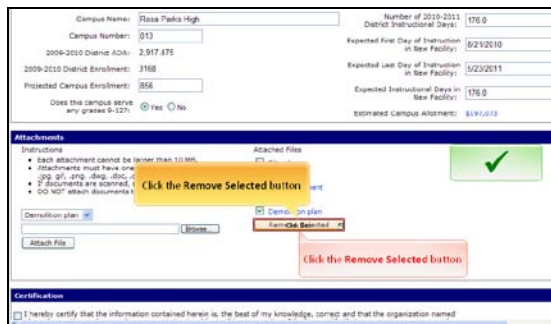 Campus Name: Rosa Parks High
Number of 2010-2011 District Instructional Days: 176.0
Campus Number: 013
Expected First Day of Instruction in New Facility: 8/21/2010
2009-2010 District ADA: 2,917.475
Expected Last Day of Instruction in New Facility: 5/23/2011
2009-2010 District Enrollment: 3168
Projected Campus Enrollment: 856
Expected Instructional Days in New Facility: 176.0
Does this campus serve any grades 9-12?: Yes No
Estimated Campus Allotment: $197,073
Attachments
Instructions
Attached Files
Each attachment cannot be larger than 10 MB.
Attachments must have one
.jpg, .gif, .png, .dwg, .doc,
If documents are scanned,
DO NOT attach documents
Click the Remove Selected button
Demolition plan
Demolition plan
Browse...
Attach File
Click the Remove Selected button
Certification
I hereby certify that the information contained herein is, the best of my knowledge, correct and that the organization named